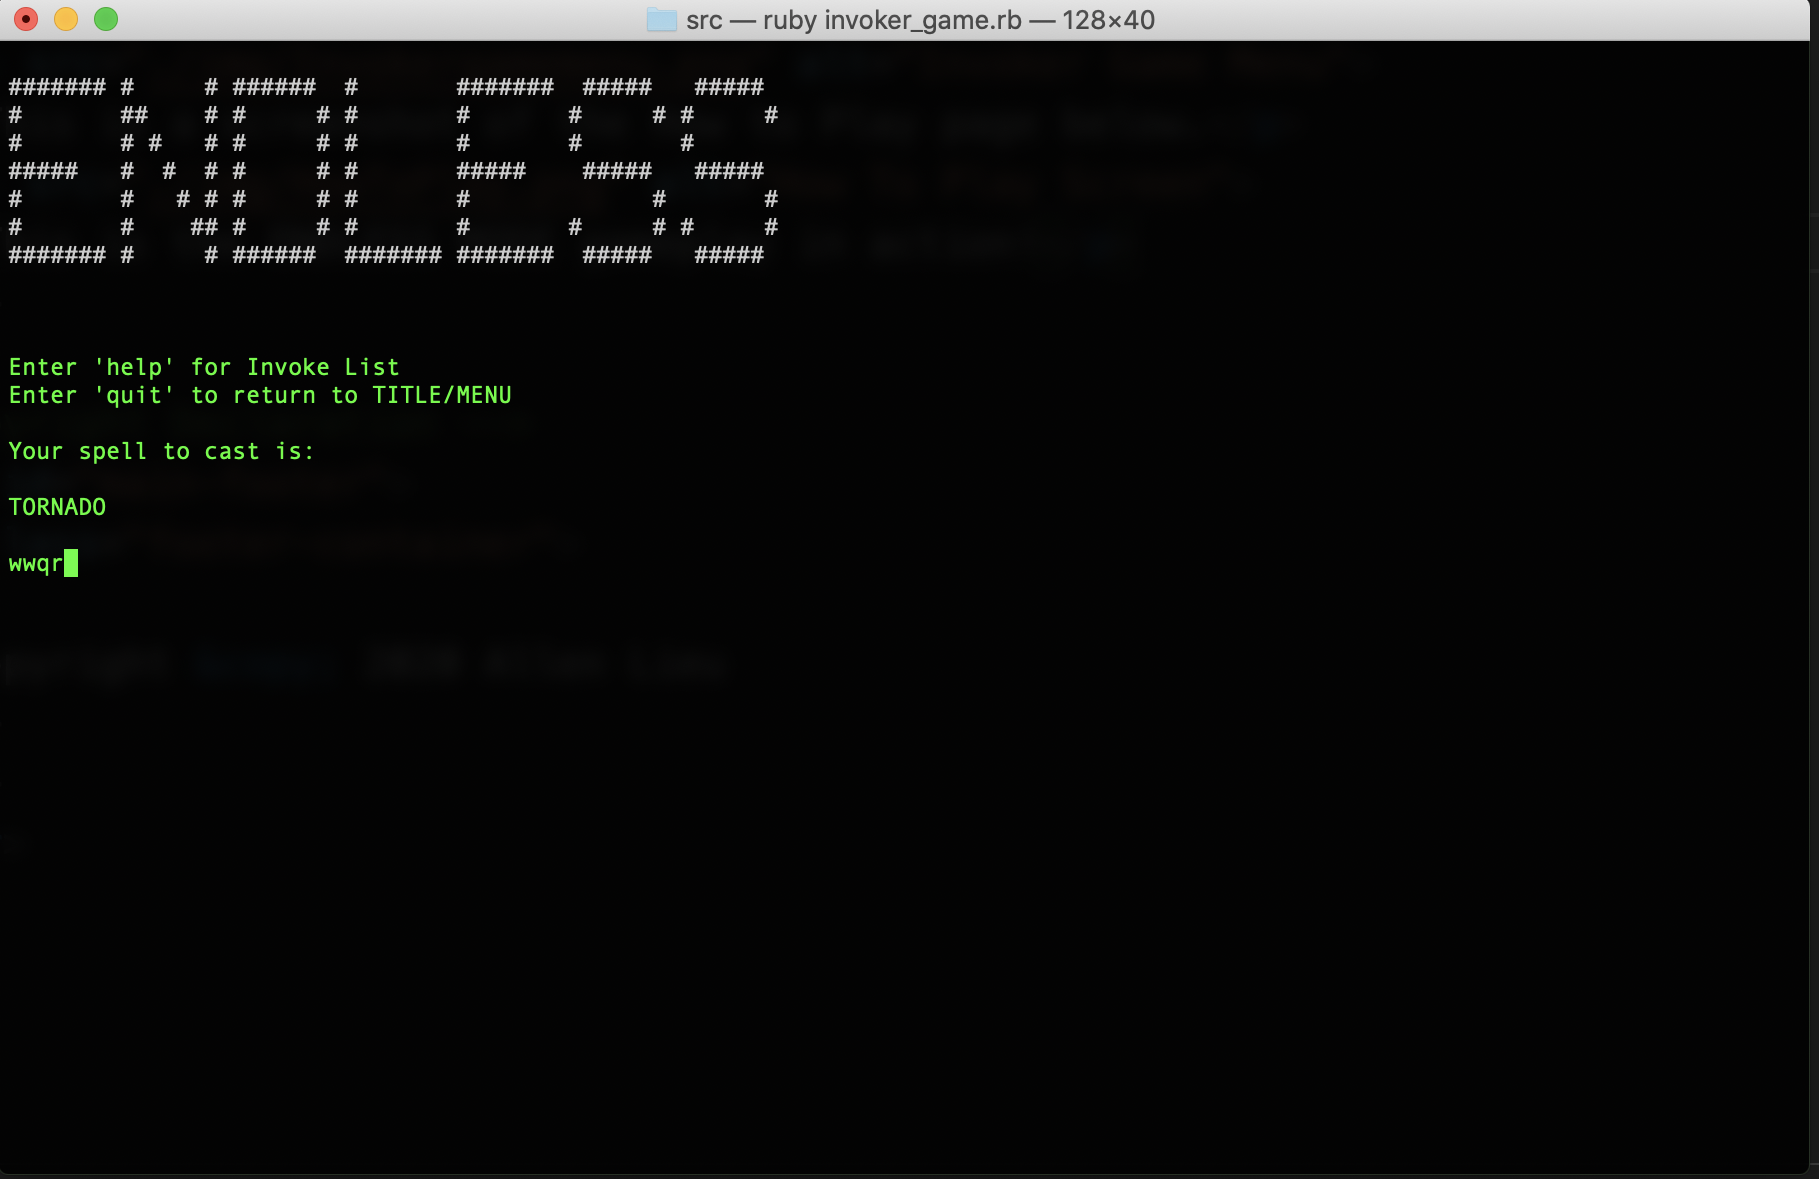 src — ruby invoker_game.rb — 128×40
ENDLESS
Enter 'help' for Invoke List
Enter 'quit' to return to TITLE/MENU
Your spell to cast is:
TORNADO
wwqr